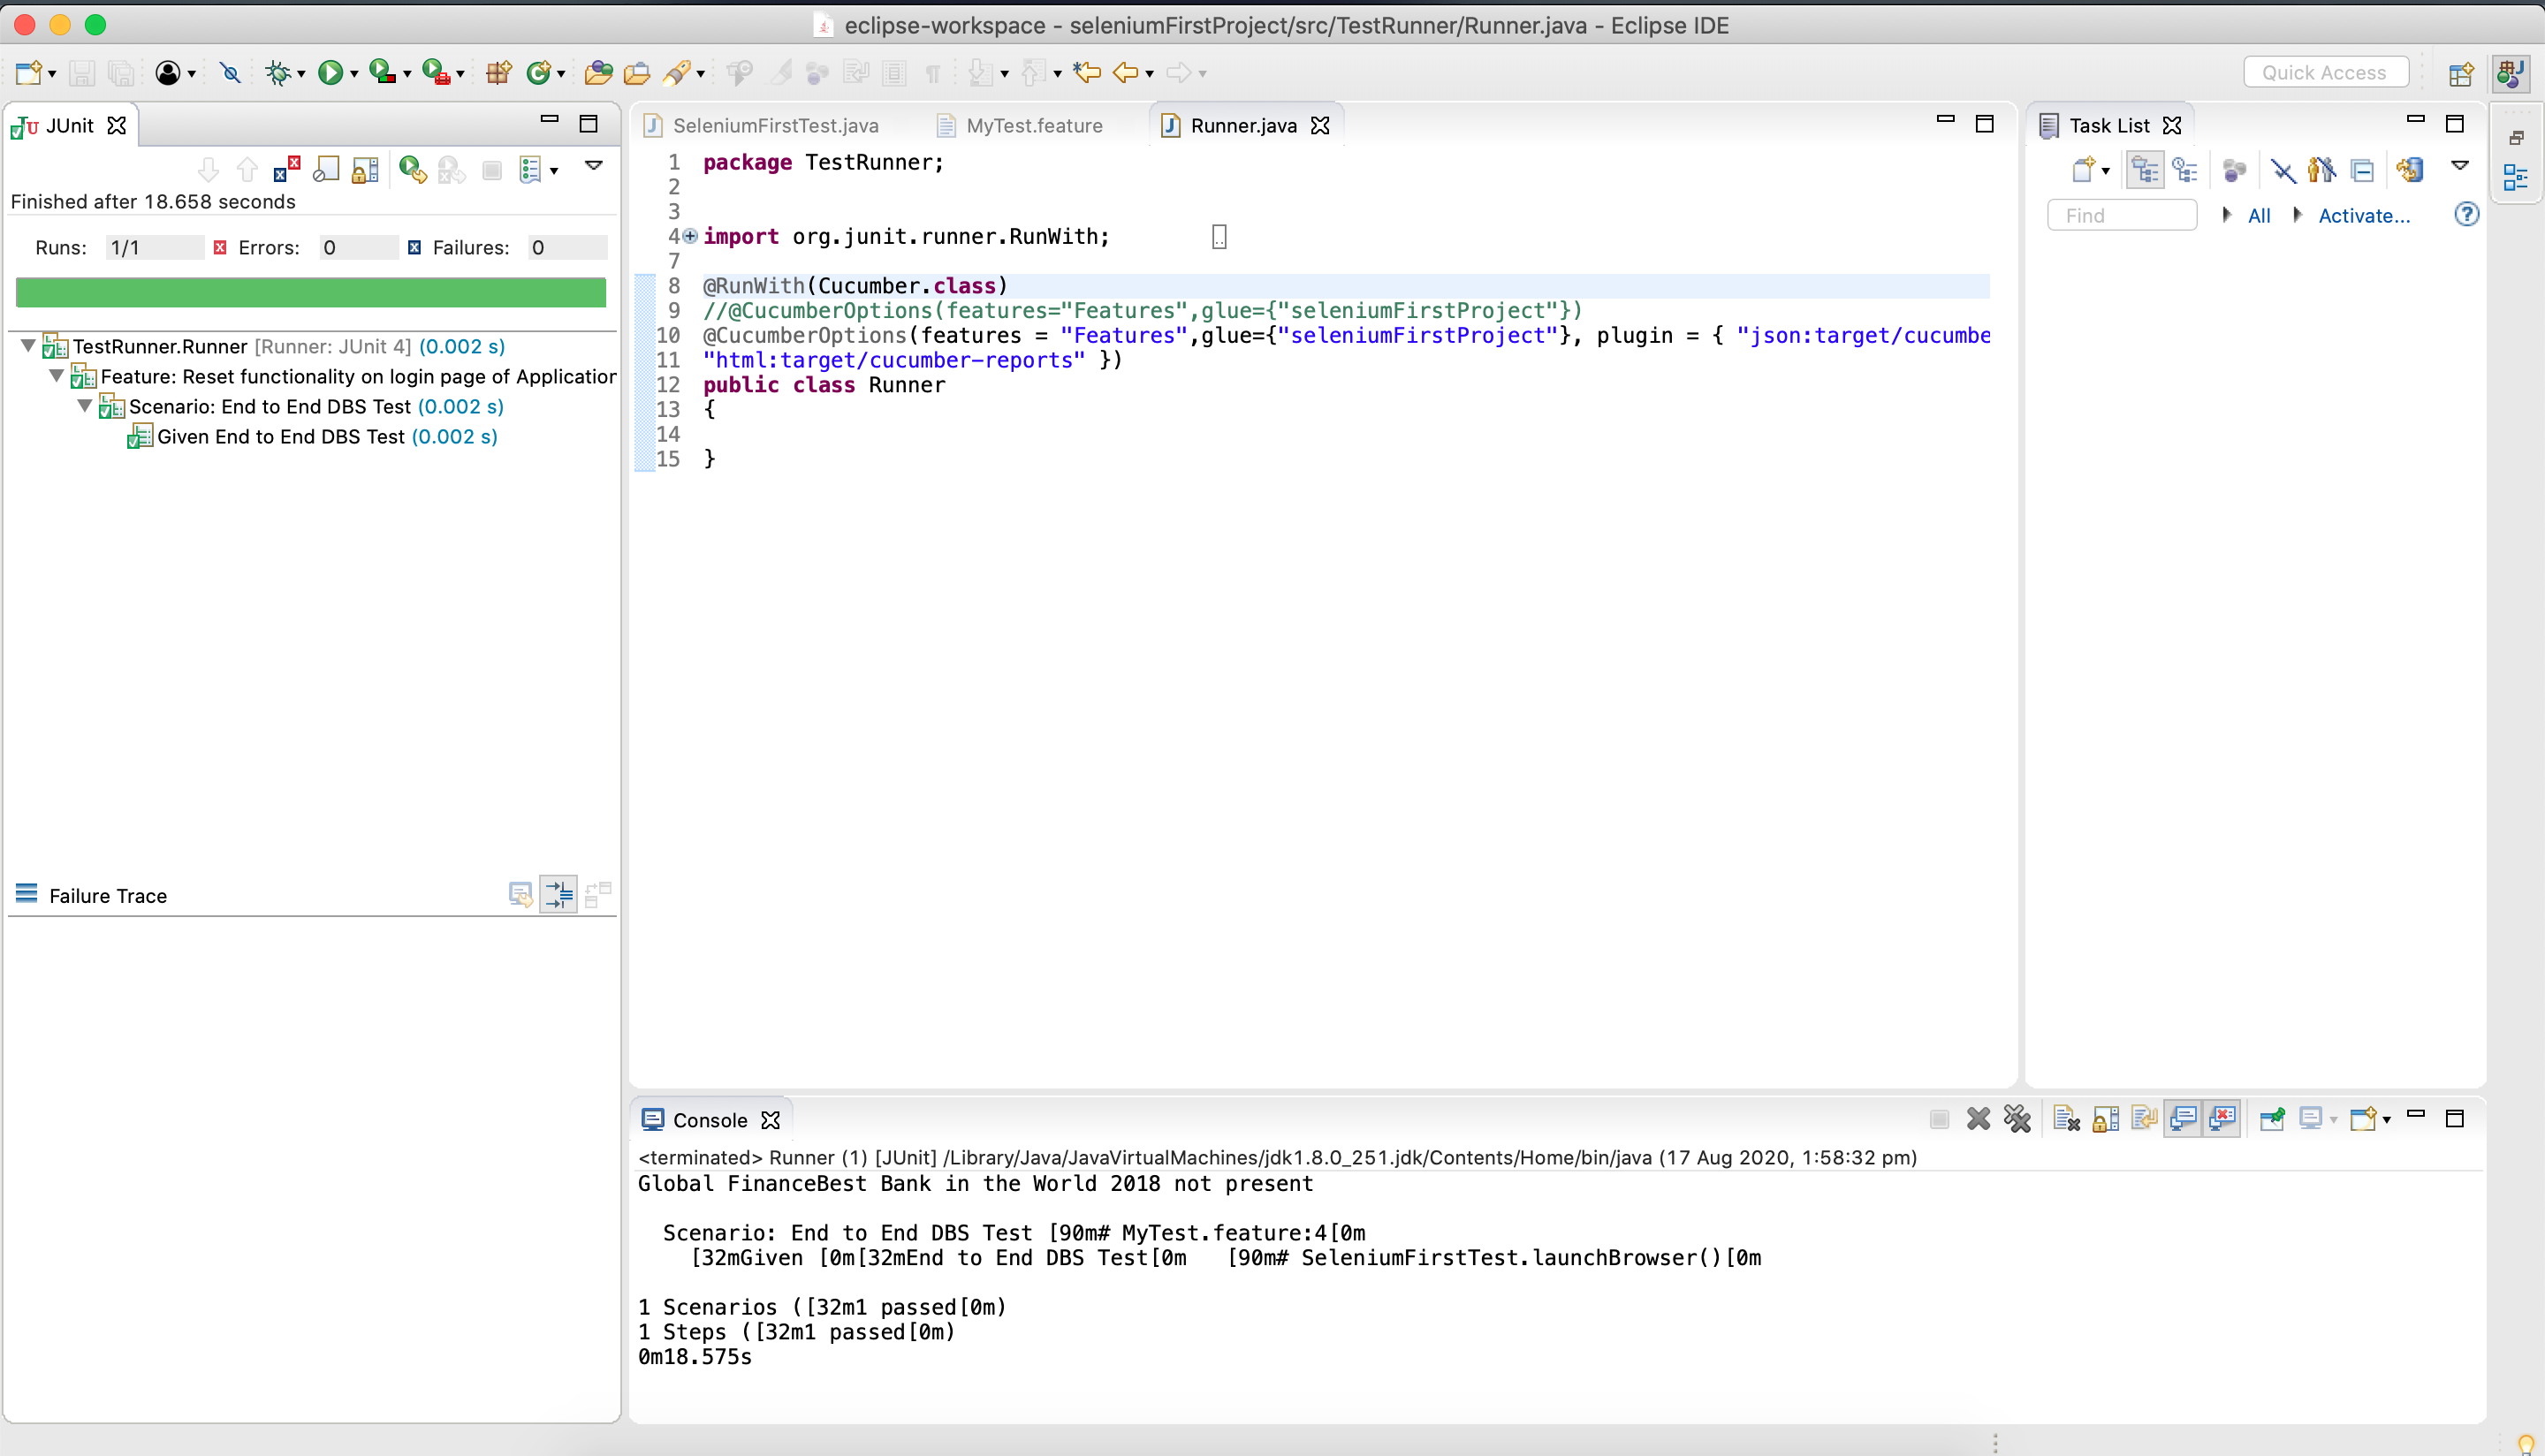 eclipse-workspace - seleniumFirstProject/src/TestRunner/Runner.java - Eclipse IDE
Quick Access
JUnit
Finished after 18.658 seconds
Runs: 1/1 Errors: 0 Failures: 0
TestRunner.Runner [Runner: JUnit 4] (0.002 s)
Feature: Reset functionality on login page of Application
Scenario: End to End DBS Test (0.002 s)
Given End to End DBS Test (0.002 s)
Failure Trace
SeleniumFirstTest.java MyTest.feature Runner.java
1 package TestRunner;
2
3
4 import org.junit.runner.RunWith;
7
8 @RunWith(Cucumber.class)
9 //@CucumberOptions(features="Features",glue={"seleniumFirstProject"})
10 @CucumberOptions(features = "Features",glue={"seleniumFirstProject"}, plugin = { "json:target/cucumbe
11 "html:target/cucumber-reports" })
12 public class Runner
13 {
14
15 }
Task List
Find All Activate...
Console
<terminated> Runner (1) [JUnit] /Library/Java/JavaVirtualMachines/jdk1.8.0_251.jdk/Contents/Home/bin/java (17 Aug 2020, 1:58:32 pm)
Global FinanceBest Bank in the World 2018 not present
Scenario: End to End DBS Test [90m# MyTest.feature:4[0m
[32mGiven [0m[32mEnd to End DBS Test[0m [90m# SeleniumFirstTest.launchBrowser()[0m
1 Scenarios ([32m1 passed[0m)
1 Steps ([32m1 passed[0m)
0m18.575s